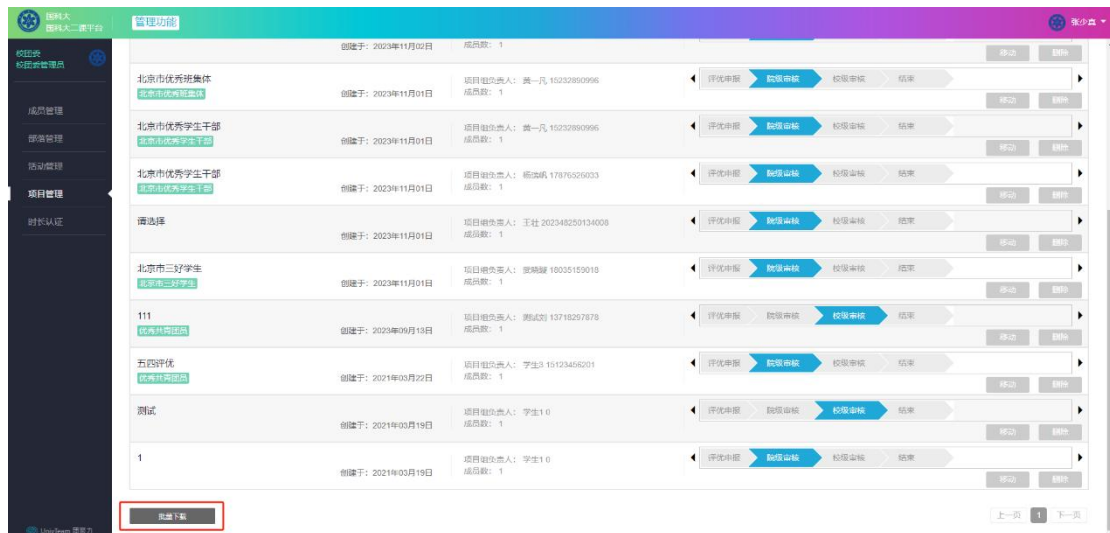 国科大
国科大二课平台
管理功能
张少真
校团委
校团委管理员
成员管理
部落管理
活动管理
项目管理
时长认证
创建于：2023年11月02日
成员数：1
移动
删除
北京市优秀班集体
北京市优秀班集体
创建于：2023年11月01日
项目组负责人：黄一凡 15232890996
成员数：1
评优申报
院级审核
校级审核
结束
移动
删除
北京市优秀学生干部
北京市优秀学生干部
创建于：2023年11月01日
项目组负责人：黄一凡 15232890996
成员数：1
评优申报
院级审核
校级审核
结束
移动
删除
北京市优秀学生干部
北京市优秀学生干部
创建于：2023年11月01日
项目组负责人： 17876526033
成员数：1
评优申报
院级审核
校级审核
结束
移动
删除
请选择
创建于：2023年11月01日
项目组负责人：王壮 202348250134008
成员数：1
评优申报
院级审核
校级审核
结束
移动
删除
北京市三好学生
北京市三好学生
创建于：2023年11月01日
项目组负责人： 18035159018
成员数：1
评优申报
院级审核
校级审核
结束
移动
删除
111
优秀共青团员
创建于：2023年09月13日
项目组负责人：测试刘 13718297878
成员数：1
评优申报
院级审核
校级审核
结束
移动
删除
五四评优
优秀共青团员
创建于：2021年03月22日
项目组负责人：学生3 15123456201
成员数：1
评优申报
院级审核
校级审核
结束
移动
删除
测试
创建于：2021年03月19日
项目组负责人：学生1 0
成员数：1
评优申报
院级审核
校级审核
结束
移动
删除
1
创建于：2021年03月19日
项目组负责人：学生1 0
成员数：1
评优申报
院级审核
校级审核
结束
移动
删除
批量下载
上一页 1 下一页
UnivTeam